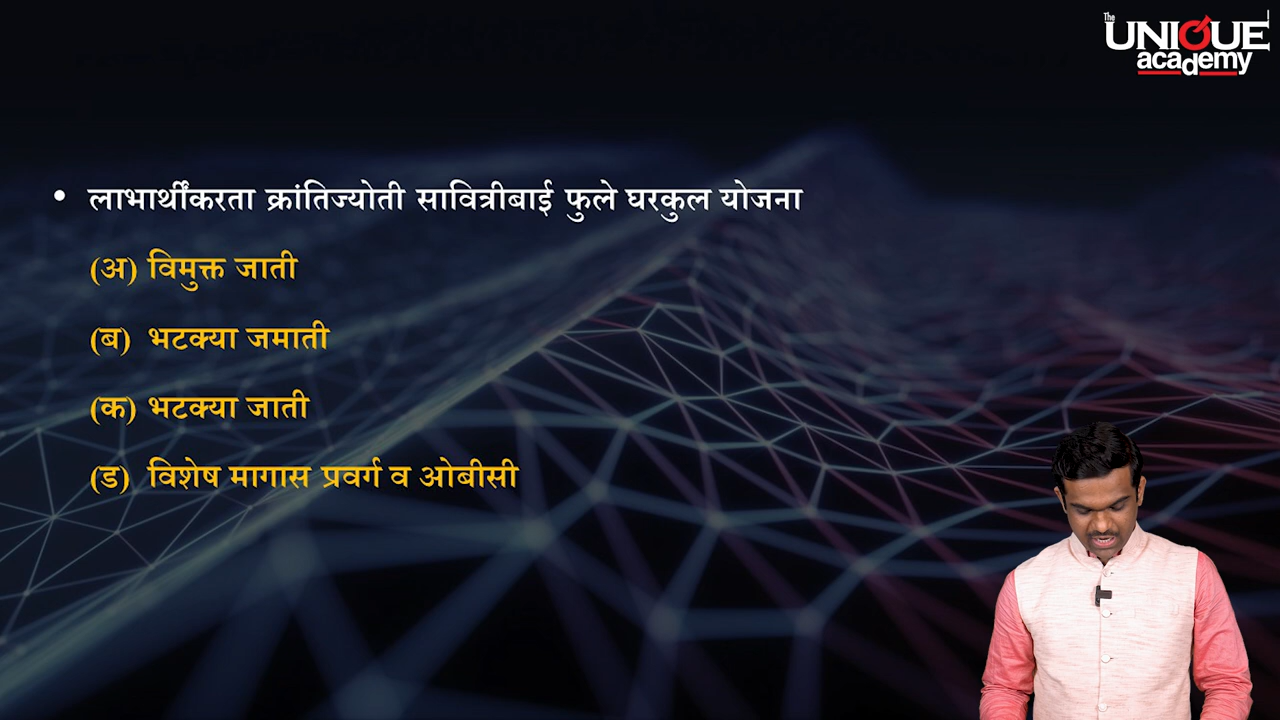 The
UNIQUE
academy
• लाभार्थींकरता क्रांतिज्योती सावित्रीबाई फुले घरकुल योजना
(अ) विमुक्त जाती
(ब) भटक्या जमाती
(क) भटक्या जाती
(ड) विशेष मागास प्रवर्ग व ओबीसी